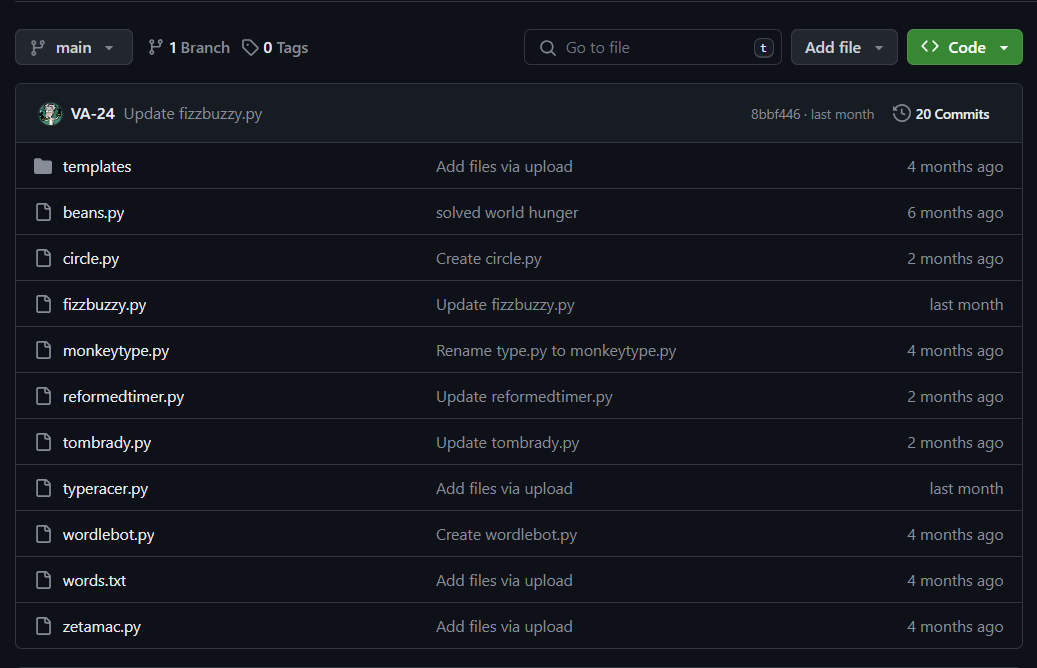 main 1 Branch 0 Tags Go to file t Add file Code
VA-24 Update fizzbuzzy.py 8bbf446 · last month 20 Commits
templates Add files via upload 4 months ago
beans.py solved world hunger 6 months ago
circle.py Create circle.py 2 months ago
fizzbuzzy.py Update fizzbuzzy.py last month
monkeytype.py Rename type.py to monkeytype.py 4 months ago
reformedtimer.py Update reformedtimer.py 2 months ago
tombrady.py Update tombrady.py 2 months ago
typeracer.py Add files via upload last month
wordlebot.py Create wordlebot.py 4 months ago
words.txt Add files via upload 4 months ago
zetamac.py Add files via upload 4 months ago